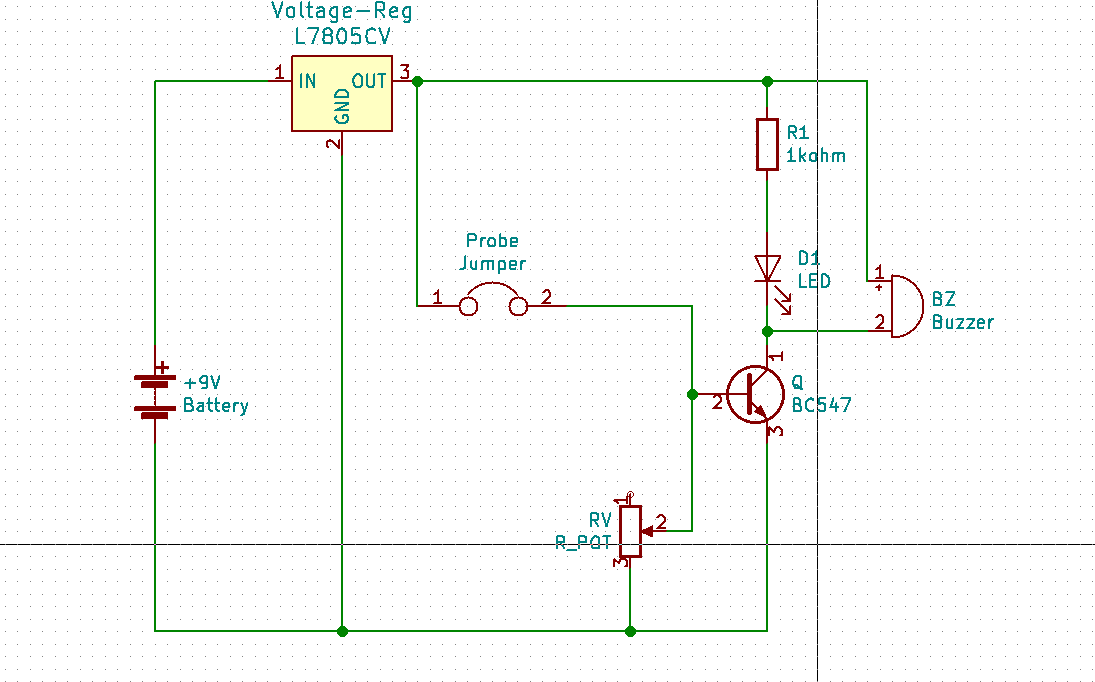 Voltage-Reg
L7805CV
1 IN OUT 3
GND
2
R1
1kohm
Probe
Jumper
1 2
D1
LED
1
+
BZ
Buzzer
2
1
+9V
Battery
Q
BC547
2
3
1
RV
R_POT
2
3